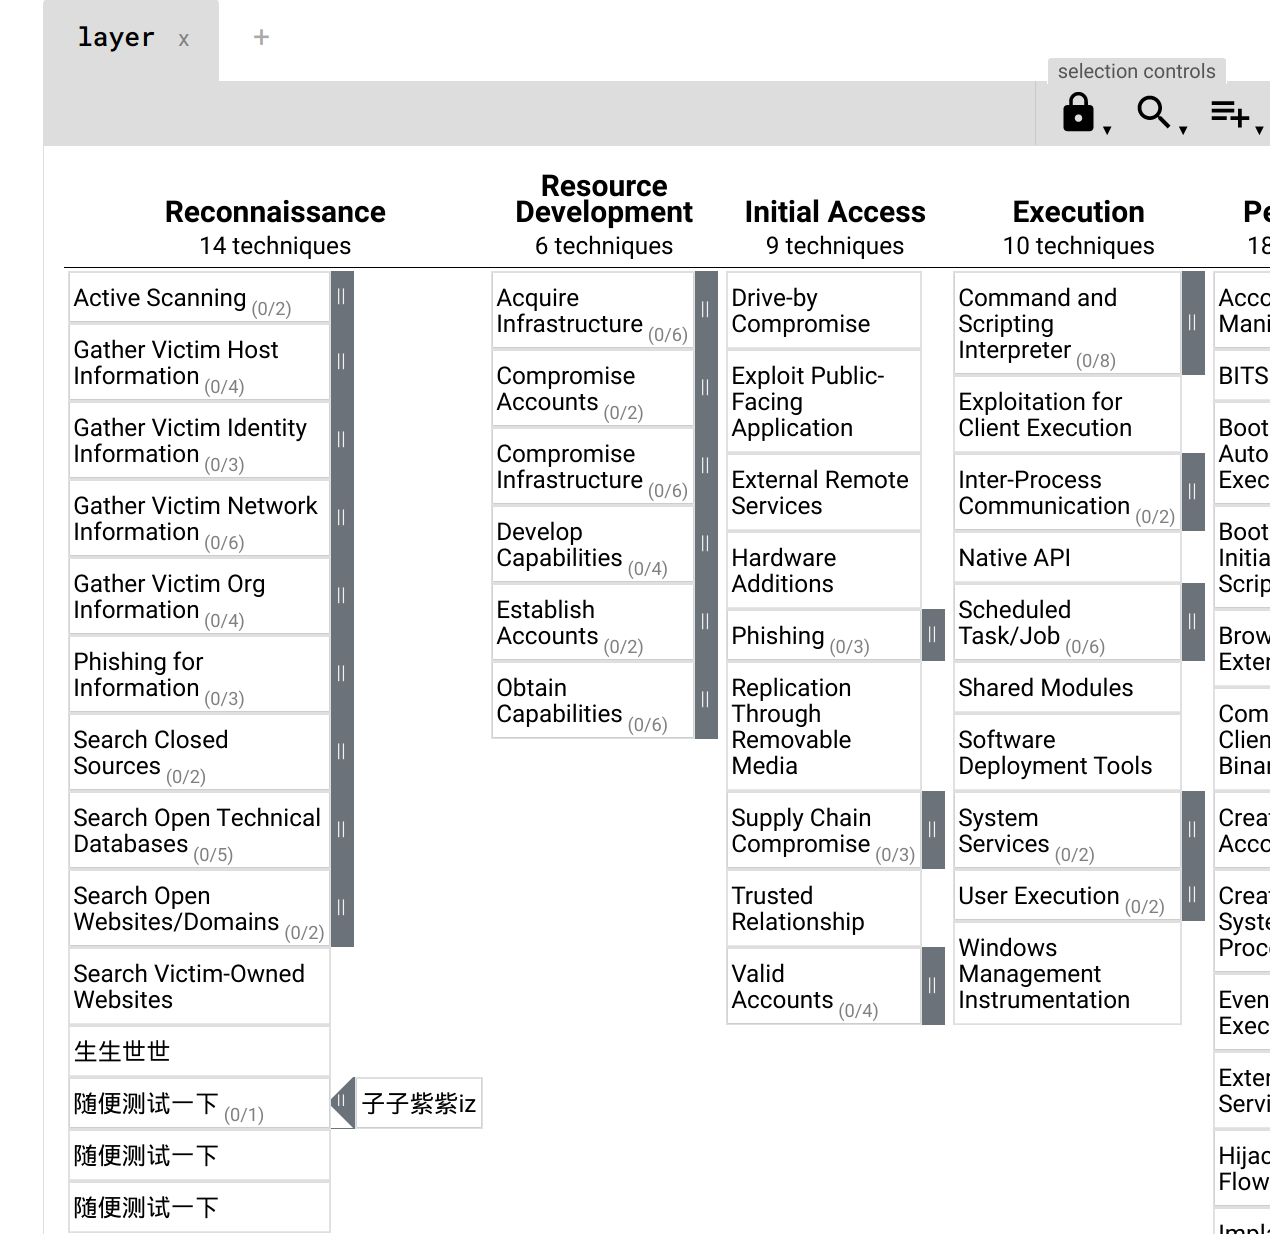 layer x +
selection controls
Reconnaissance
14 techniques
Active Scanning (0/2)
Gather Victim Host
Information (0/4)
Gather Victim Identity
Information (0/3)
Gather Victim Network
Information (0/6)
Gather Victim Org
Information (0/4)
Phishing for
Information (0/3)
Search Closed
Sources (0/2)
Search Open Technical
Databases (0/5)
Search Open
Websites/Domains (0/2)
Search Victim-Owned
Websites
生生世世
随便测试一下 (0/1)
子子紫紫iz
随便测试一下
随便测试一下
Resource
Development
6 techniques
Acquire
Infrastructure (0/6)
Compromise
Accounts (0/2)
Compromise
Infrastructure (0/6)
Develop
Capabilities (0/4)
Establish
Accounts (0/2)
Obtain
Capabilities (0/6)
Initial Access
9 techniques
Drive-by
Compromise
Exploit Public-
Facing
Application
External Remote
Services
Hardware
Additions
Phishing (0/3)
Replication
Through
Removable
Media
Supply Chain
Compromise (0/3)
Trusted
Relationship
Valid
Accounts (0/4)
Execution
10 techniques
Command and
Scripting
Interpreter (0/8)
Exploitation for
Client Execution
Inter-Process
Communication (0/2)
Native API
Scheduled
Task/Job (0/6)
Shared Modules
Software
Deployment Tools
System
Services (0/2)
User Execution (0/2)
Windows
Management
Instrumentation
Pe
18
Acco
Mani
BITS
Boot
Auto
Exec
Boot
Initia
Scrip
Brow
Exter
Com
Clien
Binar
Creat
Acco
Creat
Syste
Proc
Even
Exec
Exter
Servi
Hijac
Flow